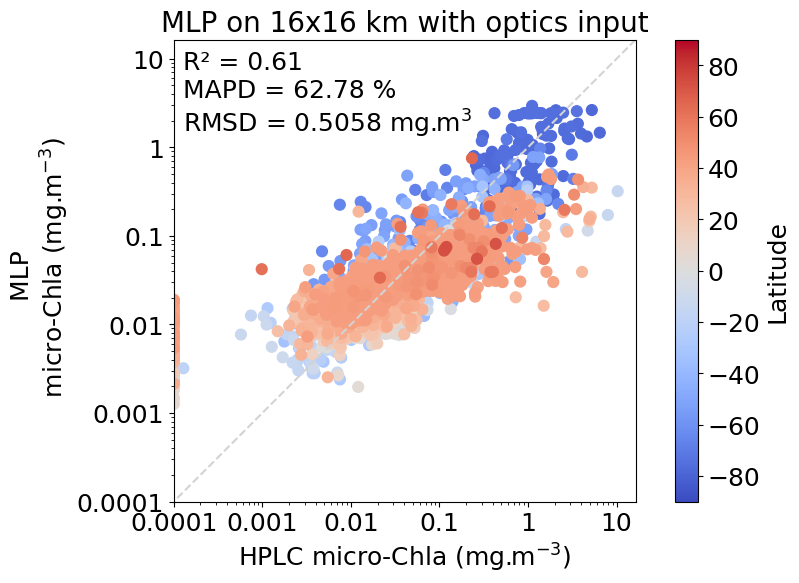 MLP on 16x16 km with optics input
R² = 0.61
MAPD = 62.78 %
RMSD = 0.5058 mg.m³
10
1
0.1
0.01
0.001
0.0001
MLP
micro-Chla (mg.m⁻³)
0.0001 0.001 0.01 0.1 1 10
HPLC micro-Chla (mg.m⁻³)
80
60
40
20
0
−20
−40
−60
−80
Latitude